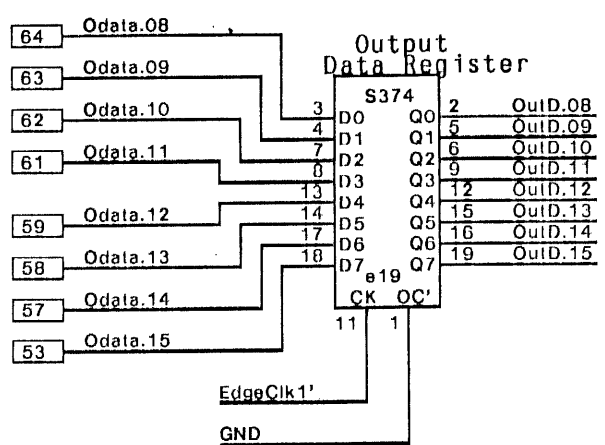 64 Odata.08
63 Odata.09
62 Odata.10
61 Odata.11
59 Odata.12
58 Odata.13
57 Odata.14
53 Odata.15
Output
Data Register
S374
3 D0 Q0 2 OutD.08
4 D1 Q1 5 OutD.09
7 D2 Q2 6 OutD.10
8 D3 Q3 9 OutD.11
13 D4 Q4 12 OutD.12
14 D5 Q5 15 OutD.13
17 D6 Q6 16 OutD.14
18 D7 Q7 19 OutD.15
e19
CK OC'
11 1
EdgeClk1'
GND